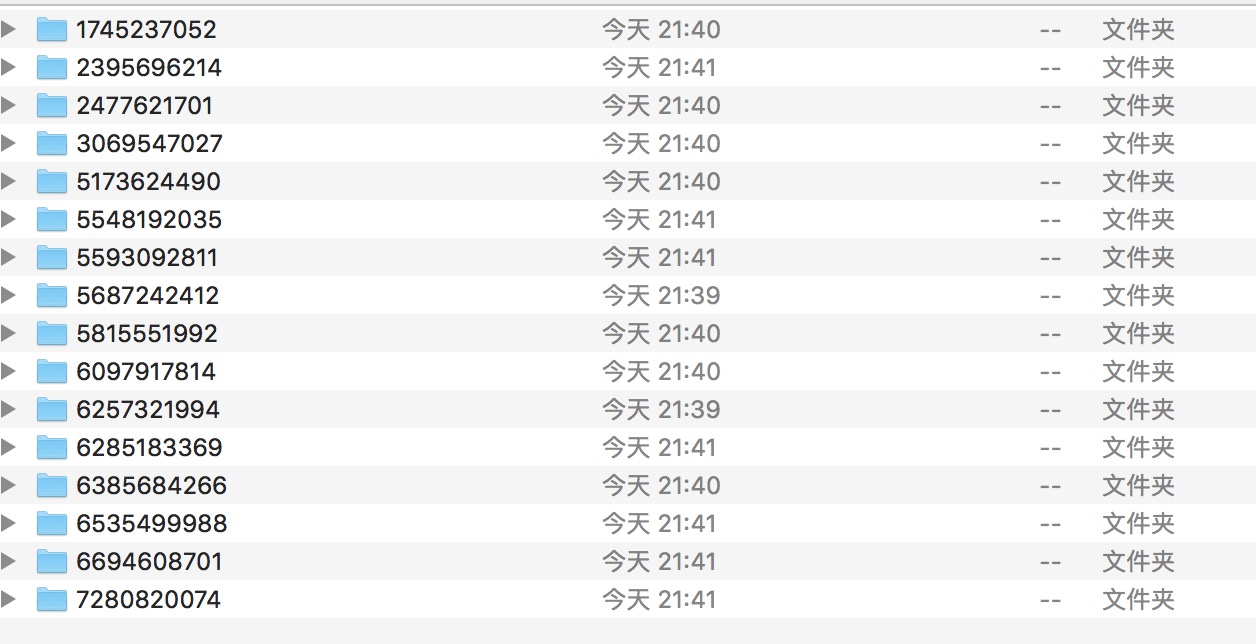 1745237052 今天 21:40 -- 文件夹
2395696214 今天 21:41 -- 文件夹
2477621701 今天 21:40 -- 文件夹
3069547027 今天 21:40 -- 文件夹
5173624490 今天 21:40 -- 文件夹
5548192035 今天 21:41 -- 文件夹
5593092811 今天 21:41 -- 文件夹
5687242412 今天 21:39 -- 文件夹
5815551992 今天 21:40 -- 文件夹
6097917814 今天 21:40 -- 文件夹
6257321994 今天 21:39 -- 文件夹
6285183369 今天 21:41 -- 文件夹
6385684266 今天 21:40 -- 文件夹
6535499988 今天 21:41 -- 文件夹
6694608701 今天 21:41 -- 文件夹
7280820074 今天 21:41 -- 文件夹